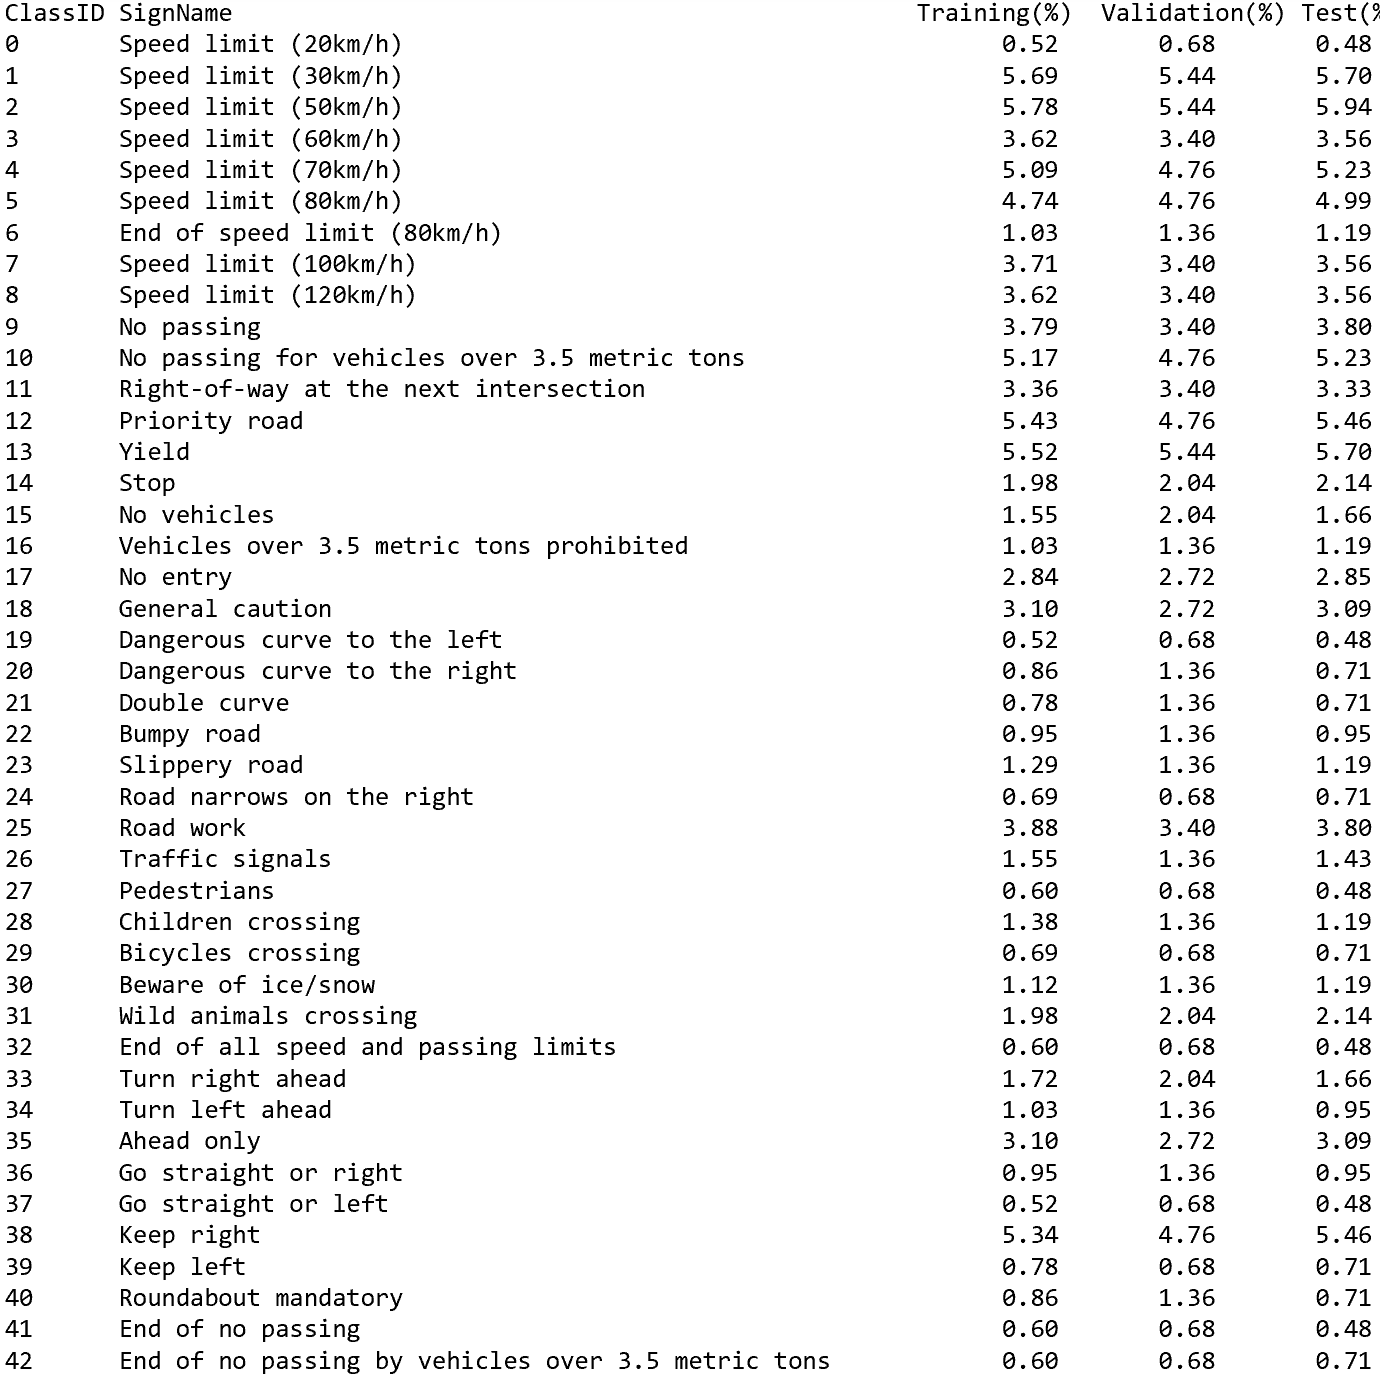 ClassID SignName Training(%) Validation(%) Test(%
0 Speed limit (20km/h) 0.52 0.68 0.48
1 Speed limit (30km/h) 5.69 5.44 5.70
2 Speed limit (50km/h) 5.78 5.44 5.94
3 Speed limit (60km/h) 3.62 3.40 3.56
4 Speed limit (70km/h) 5.09 4.76 5.23
5 Speed limit (80km/h) 4.74 4.76 4.99
6 End of speed limit (80km/h) 1.03 1.36 1.19
7 Speed limit (100km/h) 3.71 3.40 3.56
8 Speed limit (120km/h) 3.62 3.40 3.56
9 No passing 3.79 3.40 3.80
10 No passing for vehicles over 3.5 metric tons 5.17 4.76 5.23
11 Right-of-way at the next intersection 3.36 3.40 3.33
12 Priority road 5.43 4.76 5.46
13 Yield 5.52 5.44 5.70
14 Stop 1.98 2.04 2.14
15 No vehicles 1.55 2.04 1.66
16 Vehicles over 3.5 metric tons prohibited 1.03 1.36 1.19
17 No entry 2.84 2.72 2.85
18 General caution 3.10 2.72 3.09
19 Dangerous curve to the left 0.52 0.68 0.48
20 Dangerous curve to the right 0.86 1.36 0.71
21 Double curve 0.78 1.36 0.71
22 Bumpy road 0.95 1.36 0.95
23 Slippery road 1.29 1.36 1.19
24 Road narrows on the right 0.69 0.68 0.71
25 Road work 3.88 3.40 3.80
26 Traffic signals 1.55 1.36 1.43
27 Pedestrians 0.60 0.68 0.48
28 Children crossing 1.38 1.36 1.19
29 Bicycles crossing 0.69 0.68 0.71
30 Beware of ice/snow 1.12 1.36 1.19
31 Wild animals crossing 1.98 2.04 2.14
32 End of all speed and passing limits 0.60 0.68 0.48
33 Turn right ahead 1.72 2.04 1.66
34 Turn left ahead 1.03 1.36 0.95
35 Ahead only 3.10 2.72 3.09
36 Go straight or right 0.95 1.36 0.95
37 Go straight or left 0.52 0.68 0.48
38 Keep right 5.34 4.76 5.46
39 Keep left 0.78 0.68 0.71
40 Roundabout mandatory 0.86 1.36 0.71
41 End of no passing 0.60 0.68 0.48
42 End of no passing by vehicles over 3.5 metric tons 0.60 0.68 0.71